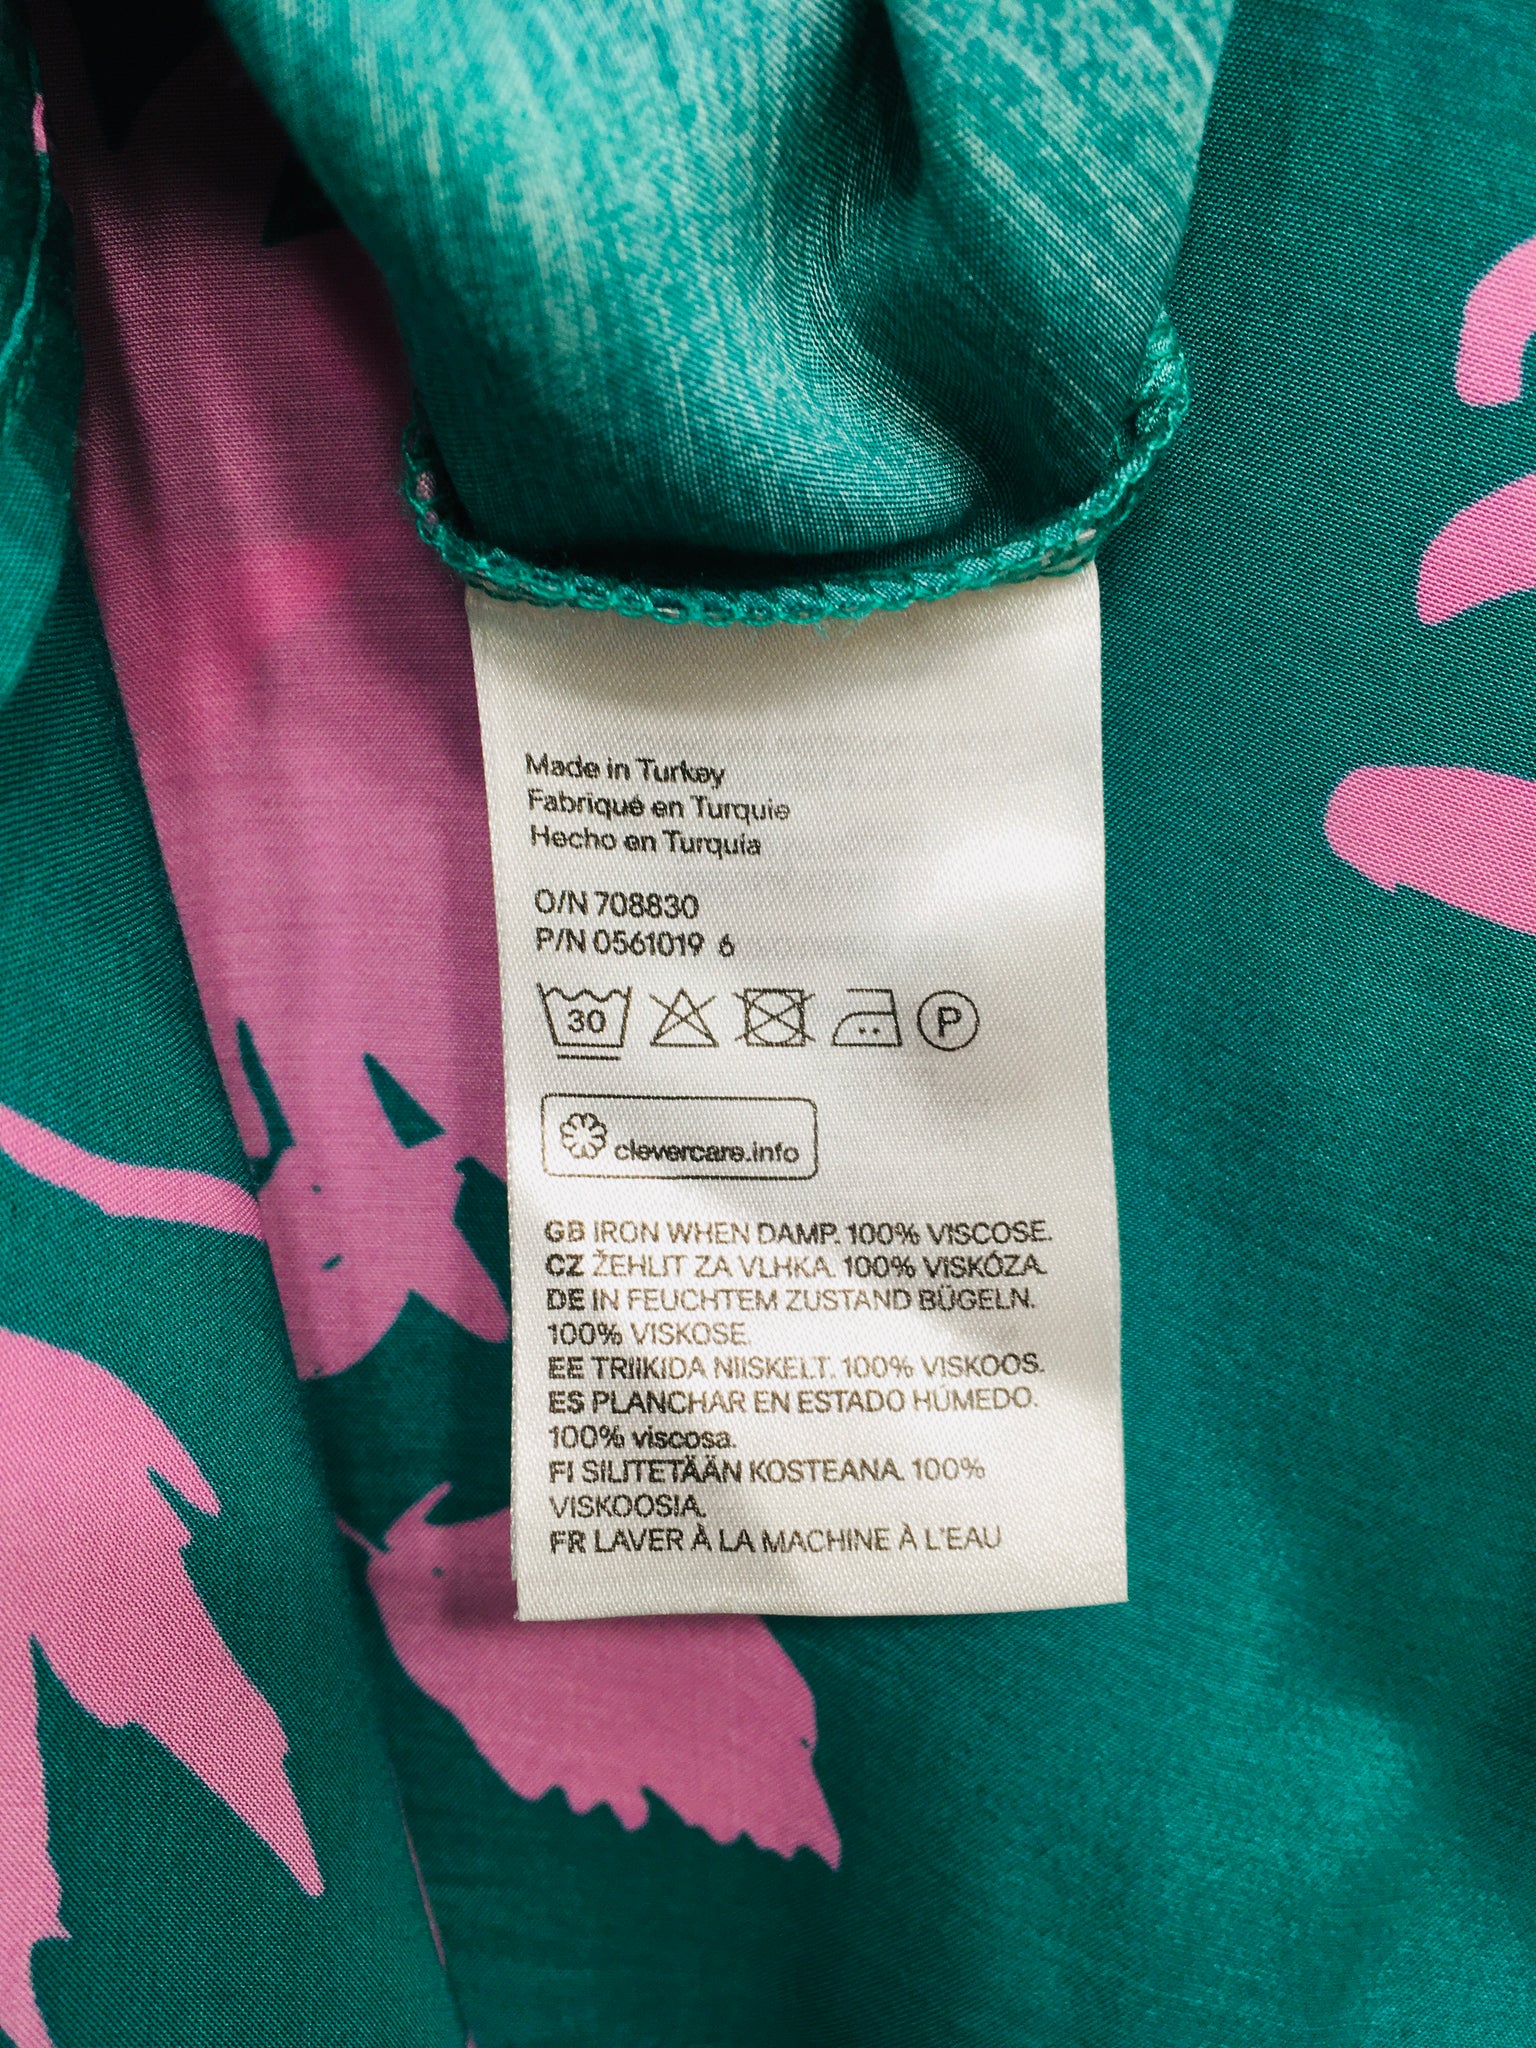 Made in Turkey
Fabriqué en Turquie
Hecho en Turquía
O/N 708830
P/N 0561019 6
30 P
clevercare.info
GB IRON WHEN DAMP. 100% VISCOSE.
CZ ŽEHLIT ZA VLHKA. 100% VISKÓZA.
DE IN FEUCHTEM ZUSTAND BÜGELN.
100% VISKOSE.
EE TRIIKIDA NIISKELT. 100% VISKOOS.
ES PLANCHAR EN ESTADO HÚMEDO.
100% viscosa.
FI SILITETÄÄN KOSTEANA. 100%
VISKOOSIA.
FR LAVER À LA MACHINE À L'EAU